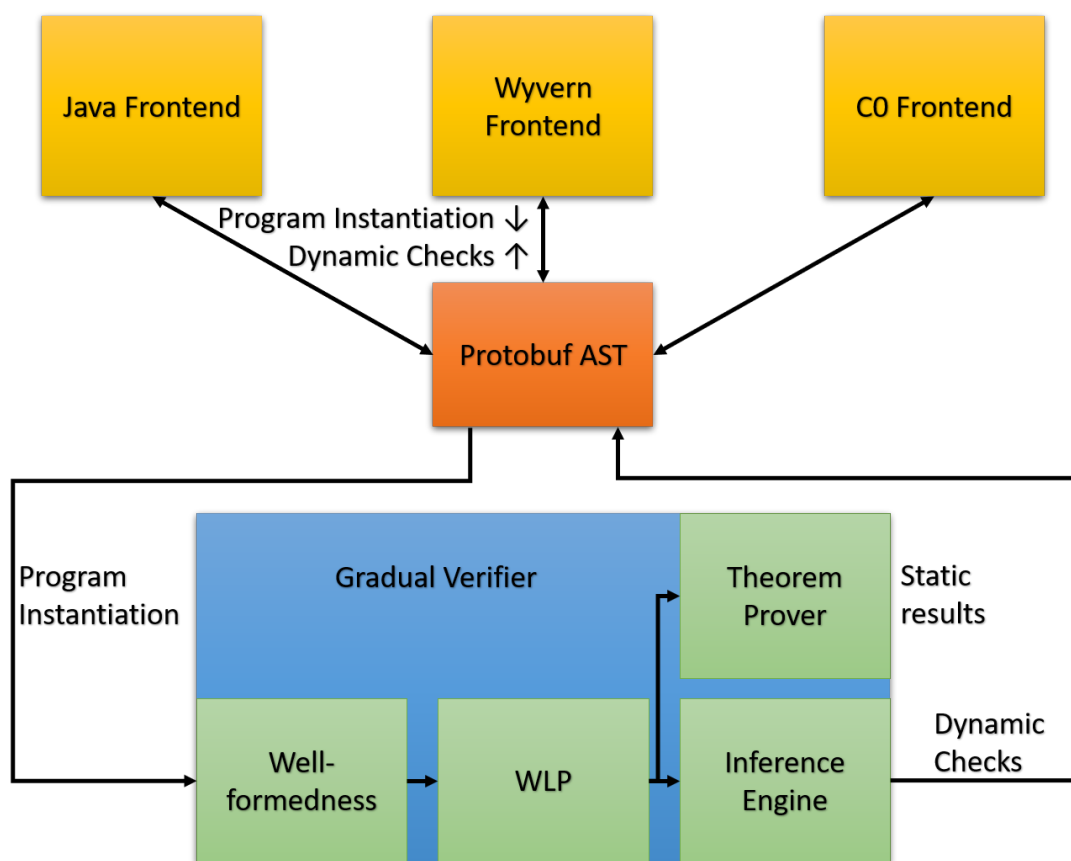 Java Frontend
Wyvern
Frontend
C0 Frontend
Program Instantiation ↓
Dynamic Checks ↑
Protobuf AST
Program
Instantiation
Gradual Verifier
Theorem
Prover
Static
results
Well-
formedness
WLP
Inference
Engine
Dynamic
Checks